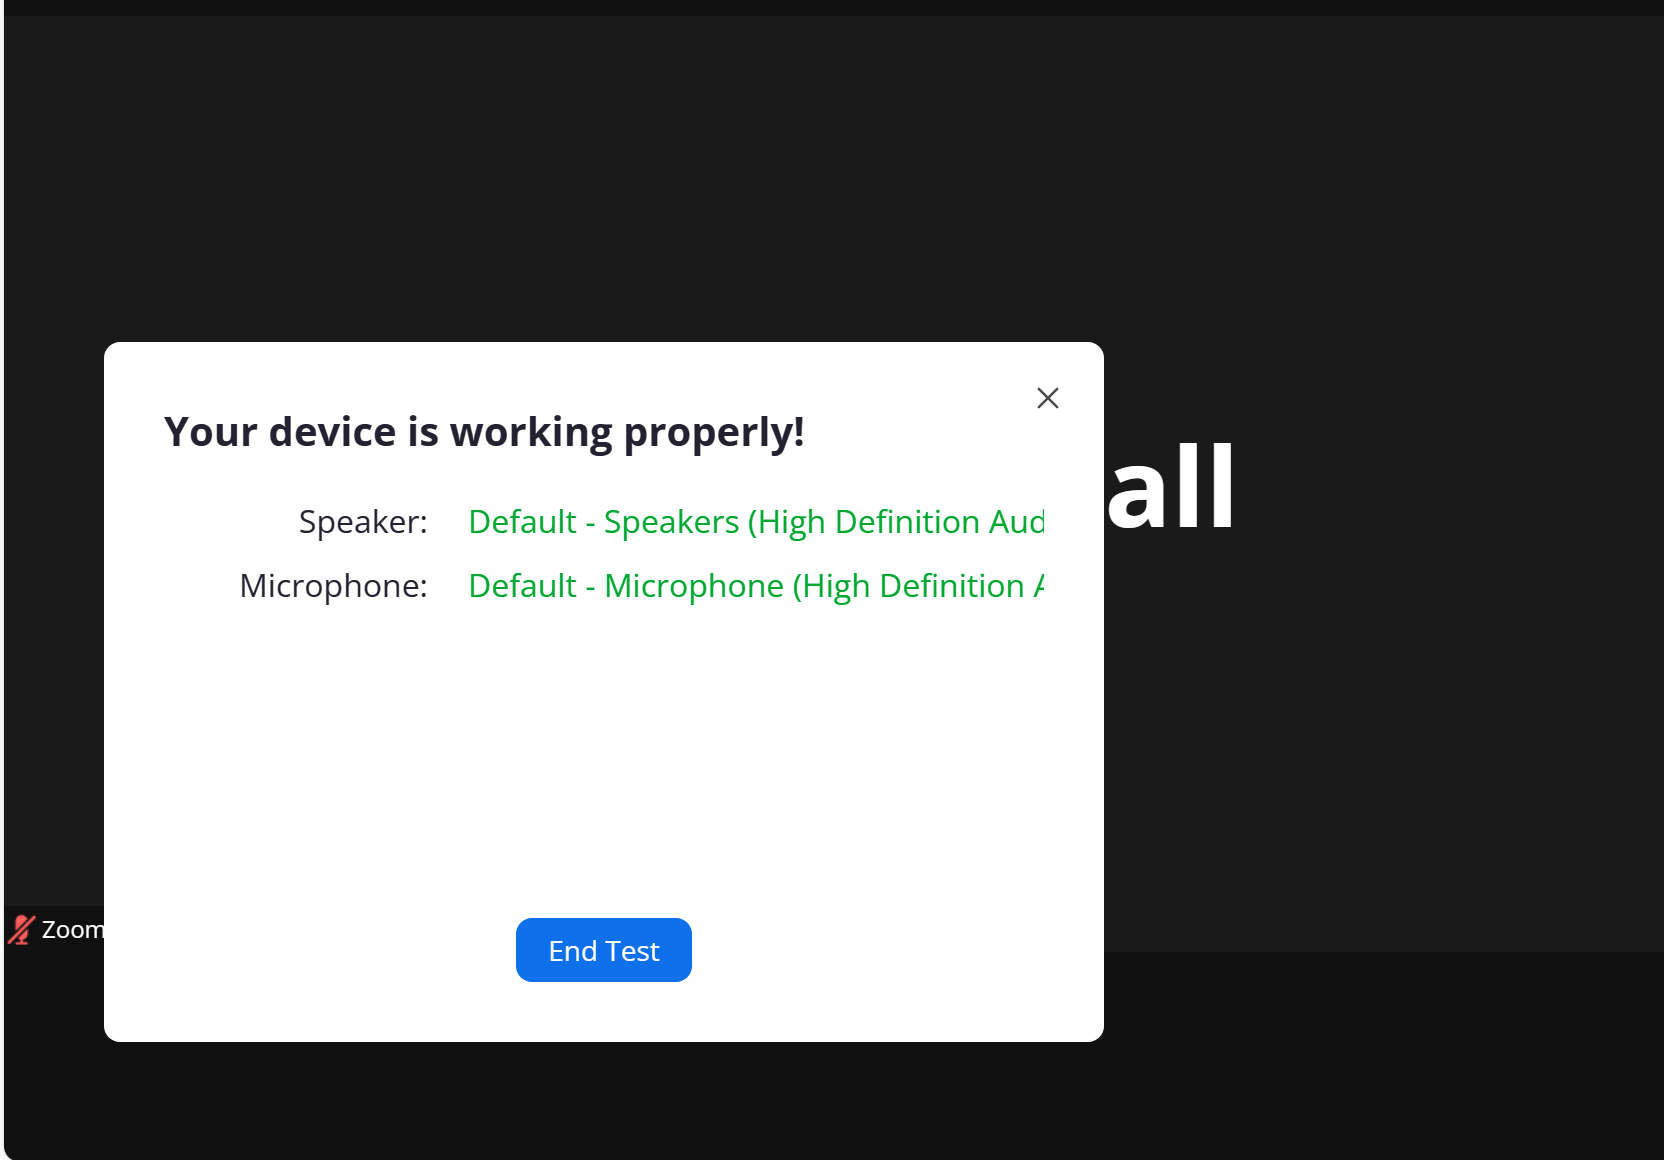 Your device is working properly!
Speaker: Default - Speakers (High Definition Aud
Microphone: Default - Microphone (High Definition A
all
Zoom
End Test